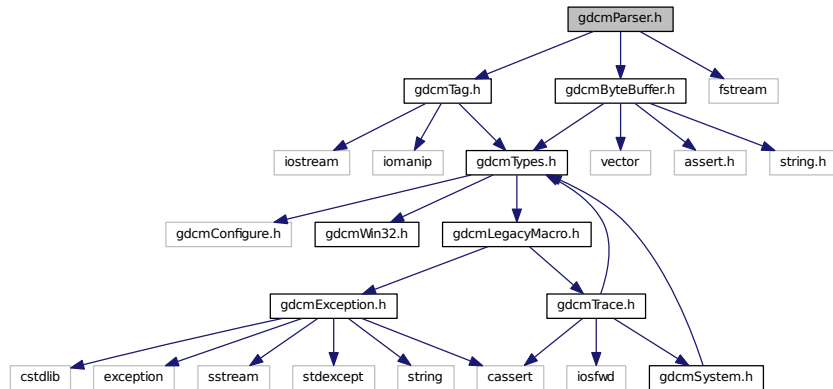 gdcmParser.h
gdcmTag.h
gdcmByteBuffer.h
fstream
iostream
iomanip
gdcmTypes.h
vector
assert.h
string.h
gdcmConfigure.h
gdcmWin32.h
gdcmLegacyMacro.h
gdcmException.h
gdcmTrace.h
cstdlib
exception
sstream
stdexcept
string
cassert
iosfwd
gdcmSystem.h